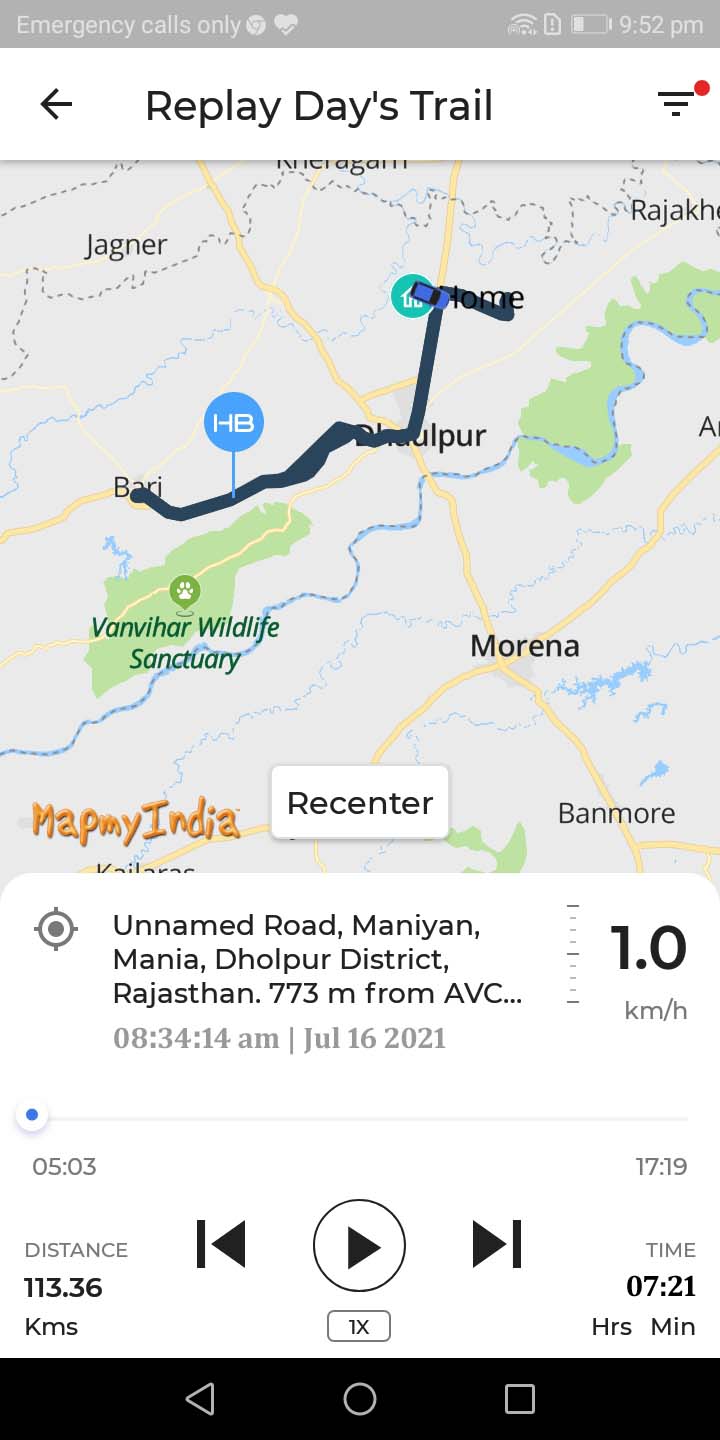 Emergency calls only
9:52 pm
Replay Day's Trail
Kheragarh
Rajakhe
Jagner
Home
HB
Dhaulpur
Bari
Vanvihar Wildlife
Sanctuary
Morena
Recenter
MapmyIndia
Banmore
Kailaras
Unnamed Road, Maniyan,
Mania, Dholpur District,
Rajasthan. 773 m from AVC...
08:34:14 am | Jul 16 2021
1.0
km/h
05:03
17:19
DISTANCE
113.36
Kms
1X
TIME
07:21
Hrs Min